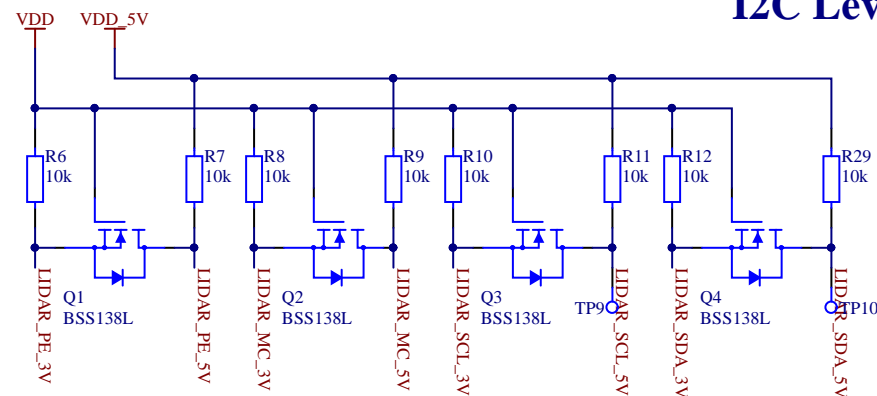 I2C Lev
VDD VDD_5V
R6 R7 R8 R9 R10 R11 R12 R29
10k 10k 10k 10k 10k 10k 10k 10k
LIDAR_PE_3V
Q1
BSS138L
LIDAR_PE_5V
LIDAR_MC_3V
Q2
BSS138L
LIDAR_MC_5V
LIDAR_SCL_3V
Q3
BSS138L
TP9
LIDAR_SCL_5V
LIDAR_SDA_3V
Q4
BSS138L
LIDAR_SDA_5V
TP10